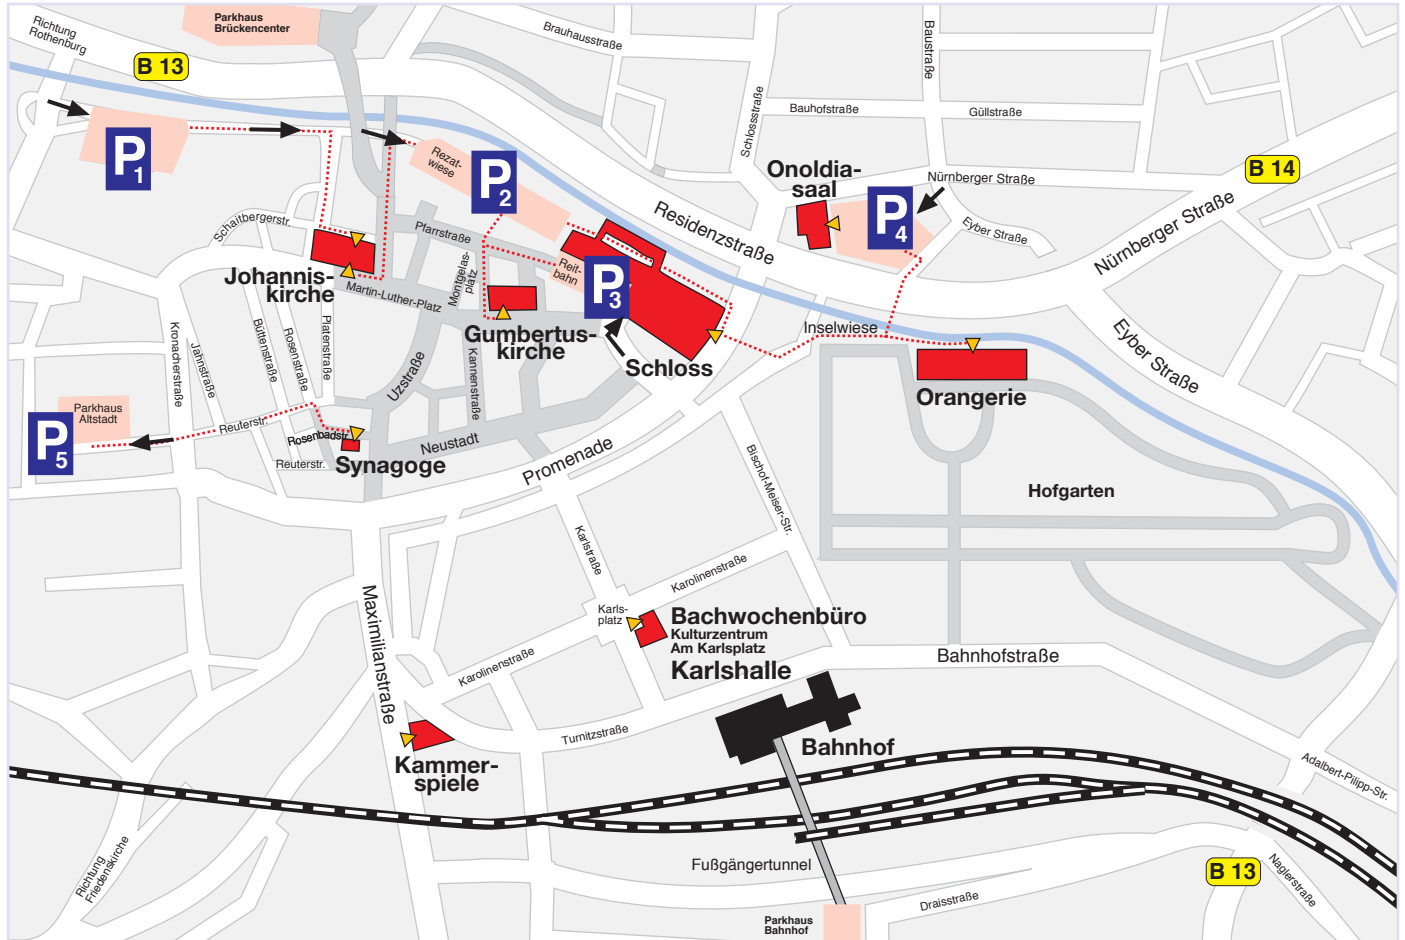 Richtung
Rothenburg
Parkhaus
Brückencenter
Brauhausstraße
Baustraße
B 13
Bauhofstraße
Güllstraße
Schlossstraße
P1
Rezat-
wiese
P2
Onoldia-
saal
P4
Nürnberger Straße
B 14
Schaitbergerstr.
Pfarrstraße
Residenzstraße
Eyber Straße
Nürnberger Straße
Johannis-
kirche
Martin-Luther-Platz
Montgelas-
platz
Reit-
bahn
P3
Gumbertus-
kirche
Schloss
Inselwiese
Eyber Straße
Orangerie
Kronacherstraße
Jahnstraße
Büttenstraße
Rosenstraße
Platenstraße
Uzstraße
Kannenstraße
Parkhaus
Altstadt
P5
Reuterstr.
Rosenbadstr.
Reuterstr.
Synagoge
Neustadt
Promenade
Bischof-Meiser-Str.
Hofgarten
Karlstraße
Karolinenstraße
Maximilianstraße
Karls-
platz
Bachwochenbüro
Kulturzentrum
Am Karlsplatz
Karlshalle
Karolinenstraße
Bahnhofstraße
Turnitzstraße
Bahnhof
Kammer-
spiele
Adalbert-Pilipp-Str.
Richtung
Friedenskirche
Fußgängertunnel
B 13
Naglerstraße
Draisstraße
Parkhaus
Bahnhof